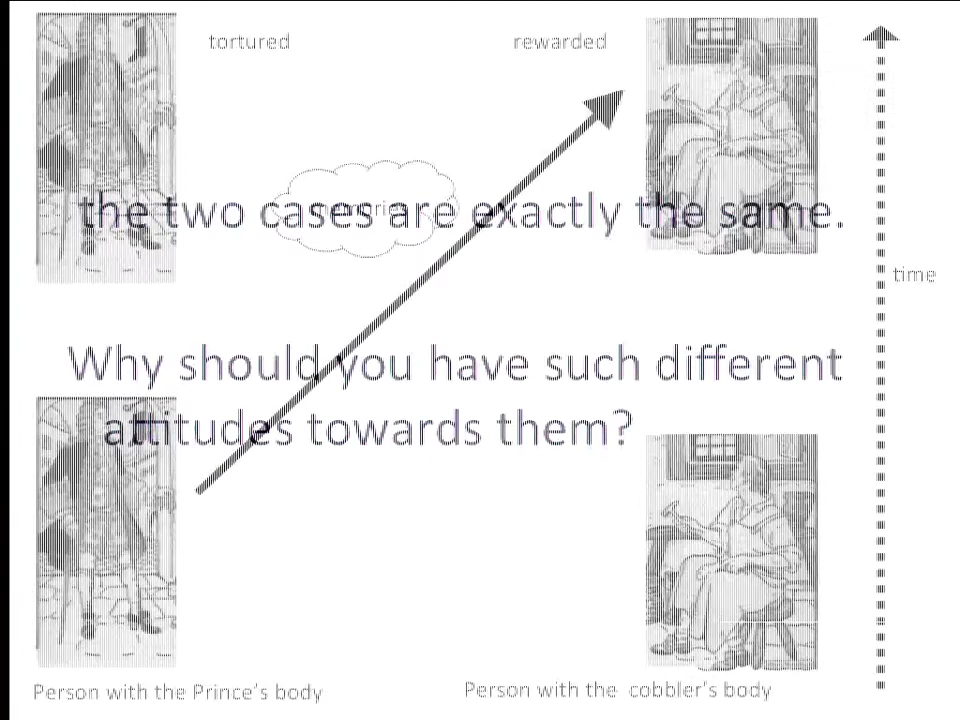 tortured
rewarded
the two cases are exactly the same.
time
Why should you have such different
attitudes towards them?
Person with the Prince's body
Person with the cobbler's body